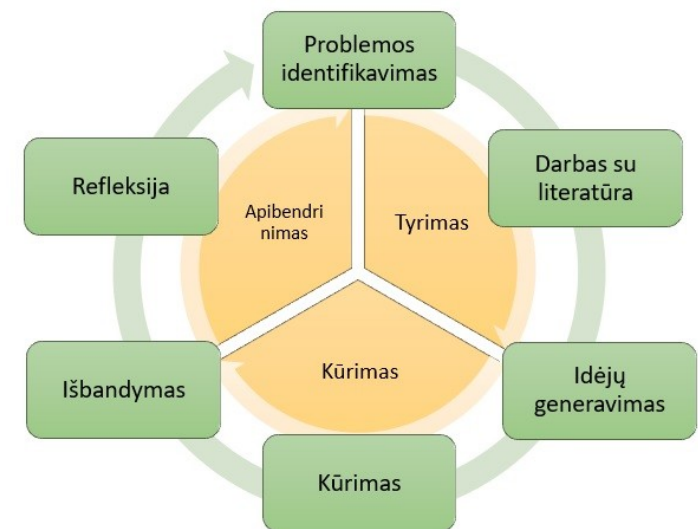 Problemos
identifikavimas
Darbas su
literatūra
Idėjų
generavimas
Kūrimas
Išbandymas
Refleksija
Tyrimas
Kūrimas
Apibendri
nimas